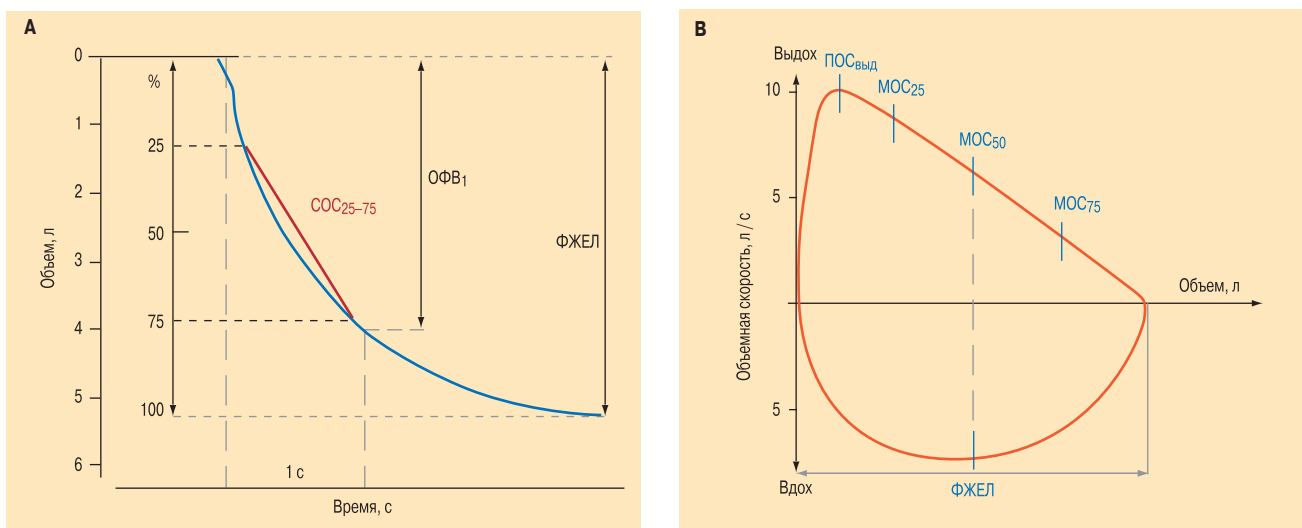 A
0
1
2
3
4
5
6
Объем, л
%
25
50
75
100
СОС25–75
ОФВ1
ФЖЕЛ
1 с
Время, с
B
Выдох
10
5
5
Вдох
Объемная скорость, л / с
ПОСвыд
МОС25
МОС50
МОС75
Объем, л
ФЖЕЛ